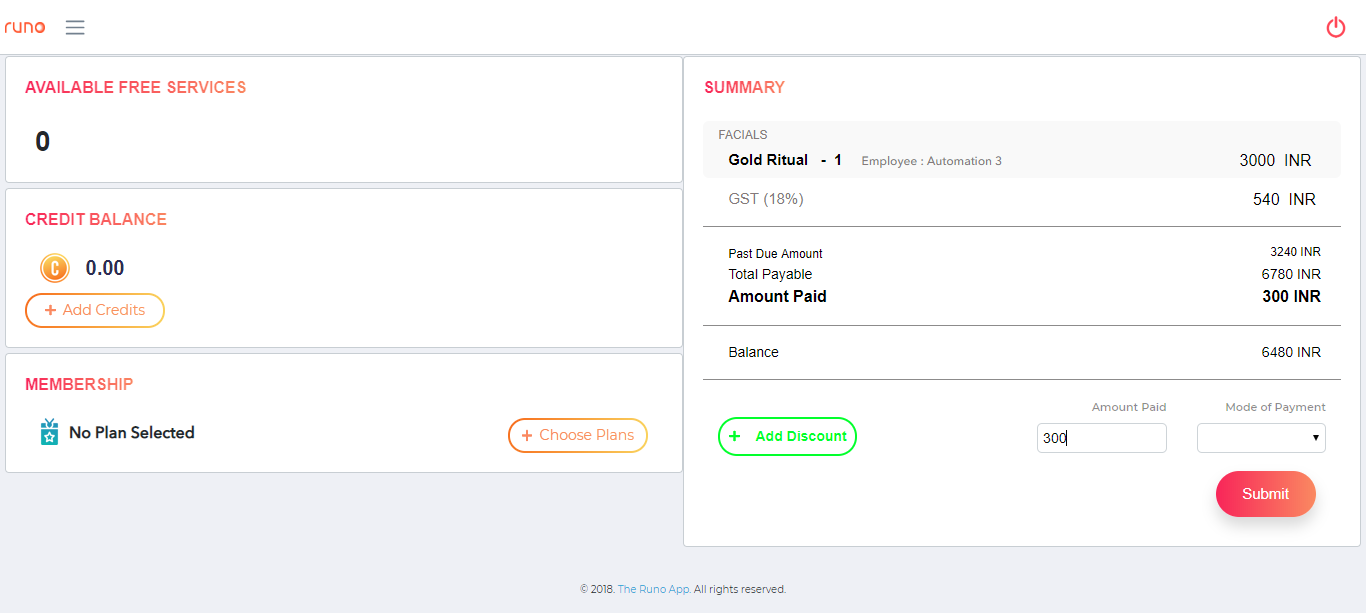 runo
AVAILABLE FREE SERVICES
0
CREDIT BALANCE
C 0.00
+ Add Credits
MEMBERSHIP
No Plan Selected
+ Choose Plans
SUMMARY
FACIALS
Gold Ritual - 1 Employee : Automation 3 3000 INR
GST (18%) 540 INR
Past Due Amount 3240 INR
Total Payable 6780 INR
Amount Paid 300 INR
Balance 6480 INR
Amount Paid Mode of Payment
+ Add Discount 300
Submit
© 2018. The Runo App. All rights reserved.